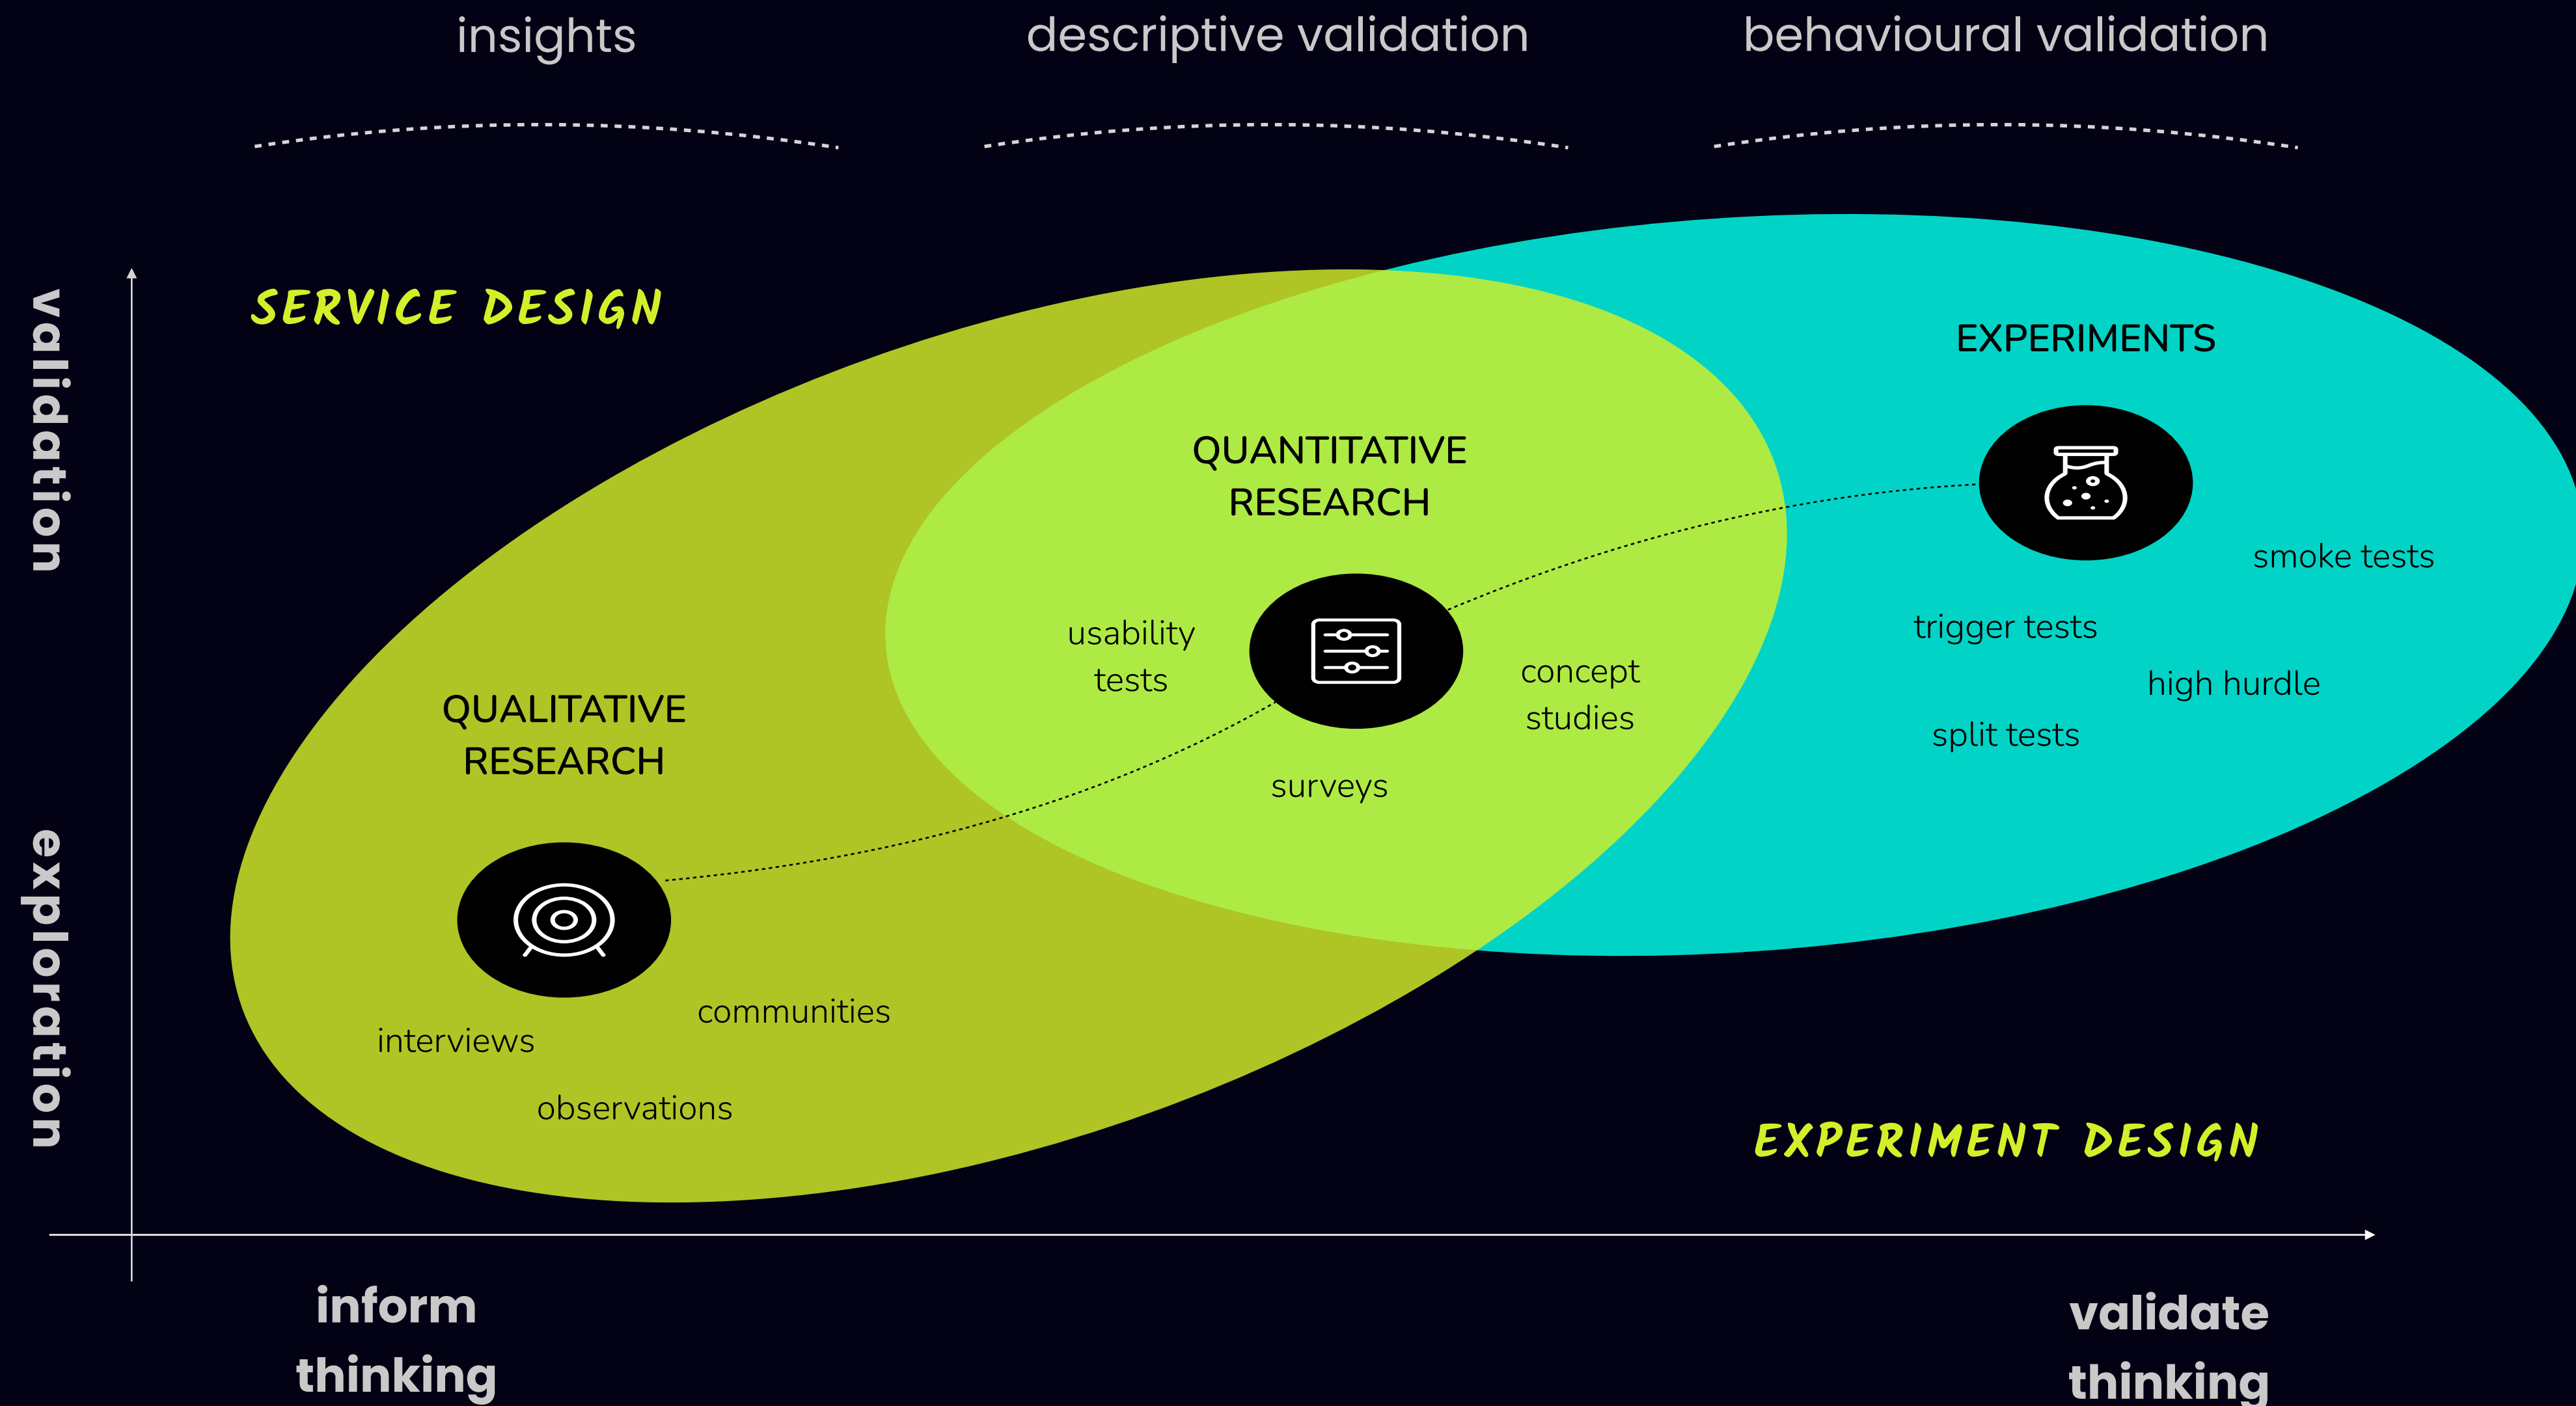 insights
descriptive validation
behavioural validation
validation
exploration
SERVICE DESIGN
QUALITATIVE
RESEARCH
interviews
communities
observations
QUANTITATIVE
RESEARCH
usability
tests
concept
studies
surveys
EXPERIMENTS
smoke tests
trigger tests
high hurdle
split tests
EXPERIMENT DESIGN
inform
thinking
validate
thinking